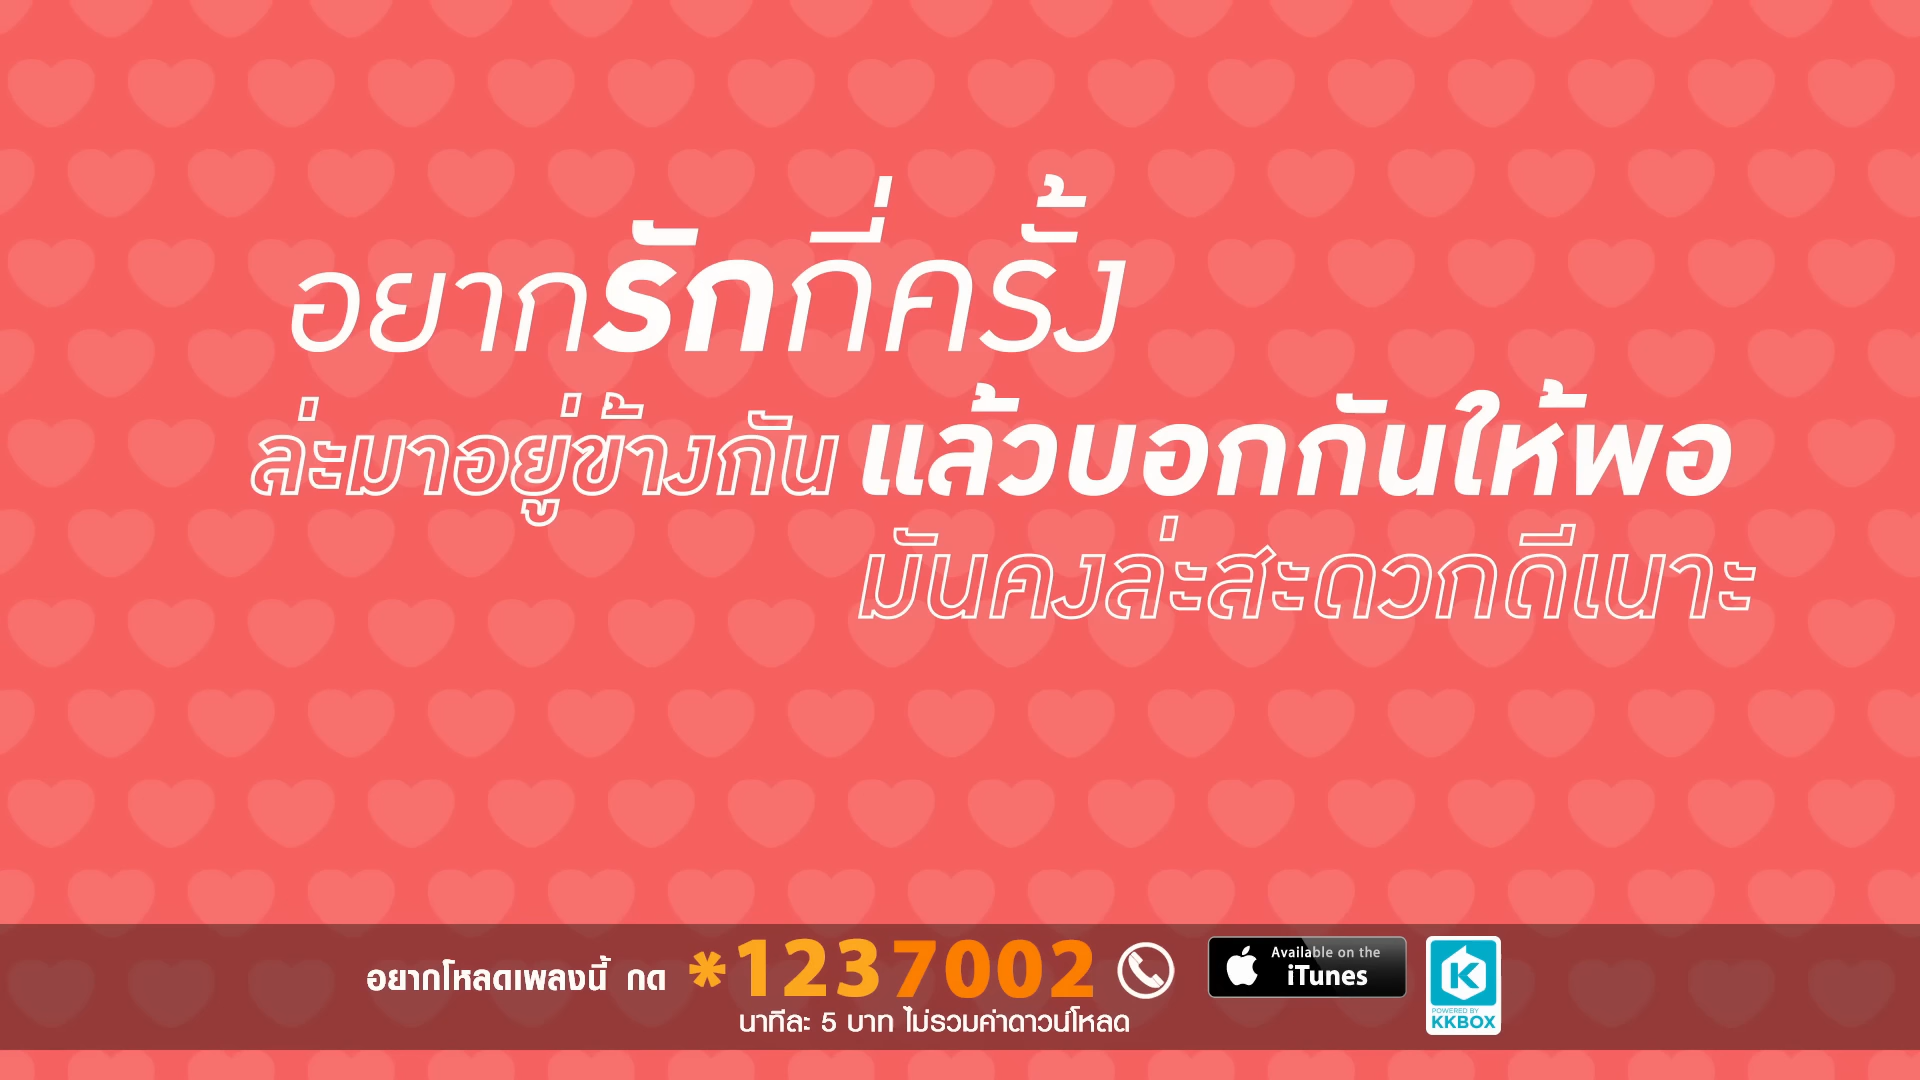 อยากรักกี่ครั้ง
ล่ะมาอยู่ข้างกัน แล้วบอกกันให้พอ
มันคงล่ะสะดวกดีเนาะ
อยากโหลดเพลงนี้ กด *1237002
นาทีละ 5 บาท ไม่รวมค่าดาวน์โหลด
Available on the
iTunes
POWERED BY
KKBOX